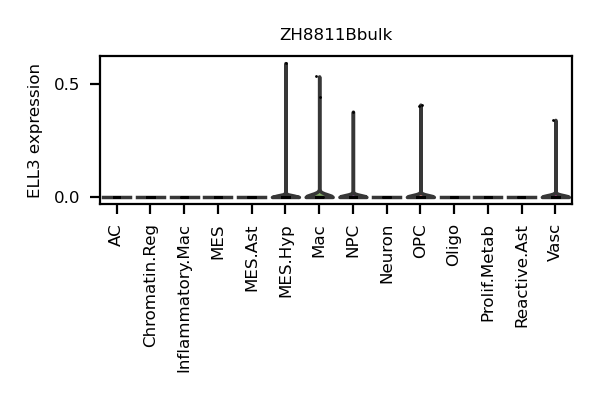 ZH8811Bbulk
ELL3 expression
0.5
0.0
AC
Chromatin.Reg
Inflammatory.Mac
MES
MES.Ast
MES.Hyp
Mac
NPC
Neuron
OPC
Oligo
Prolif.Metab
Reactive.Ast
Vasc